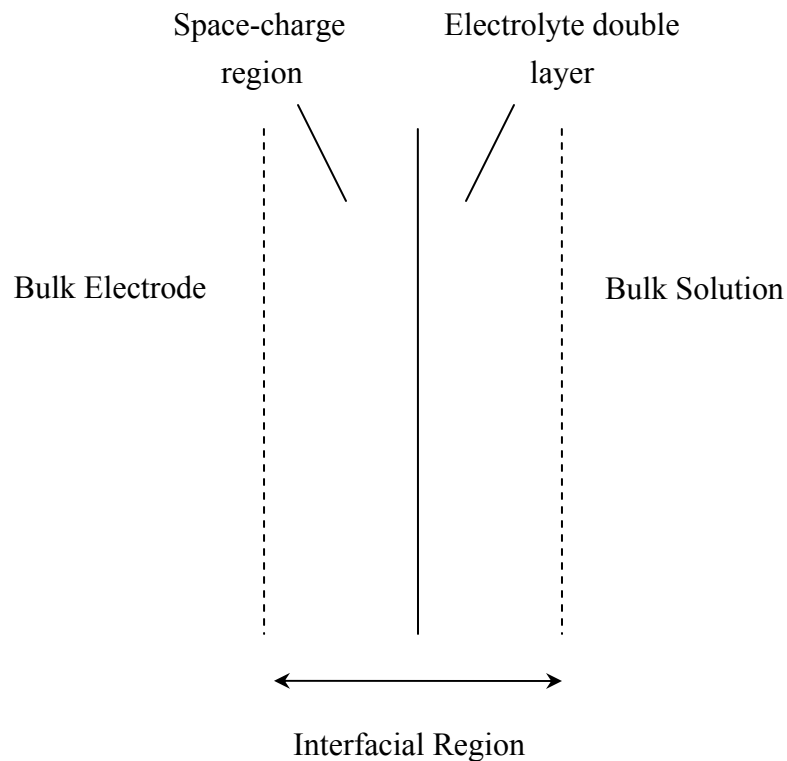 Space-charge
region
Electrolyte double
layer
Bulk Electrode
Bulk Solution
Interfacial Region